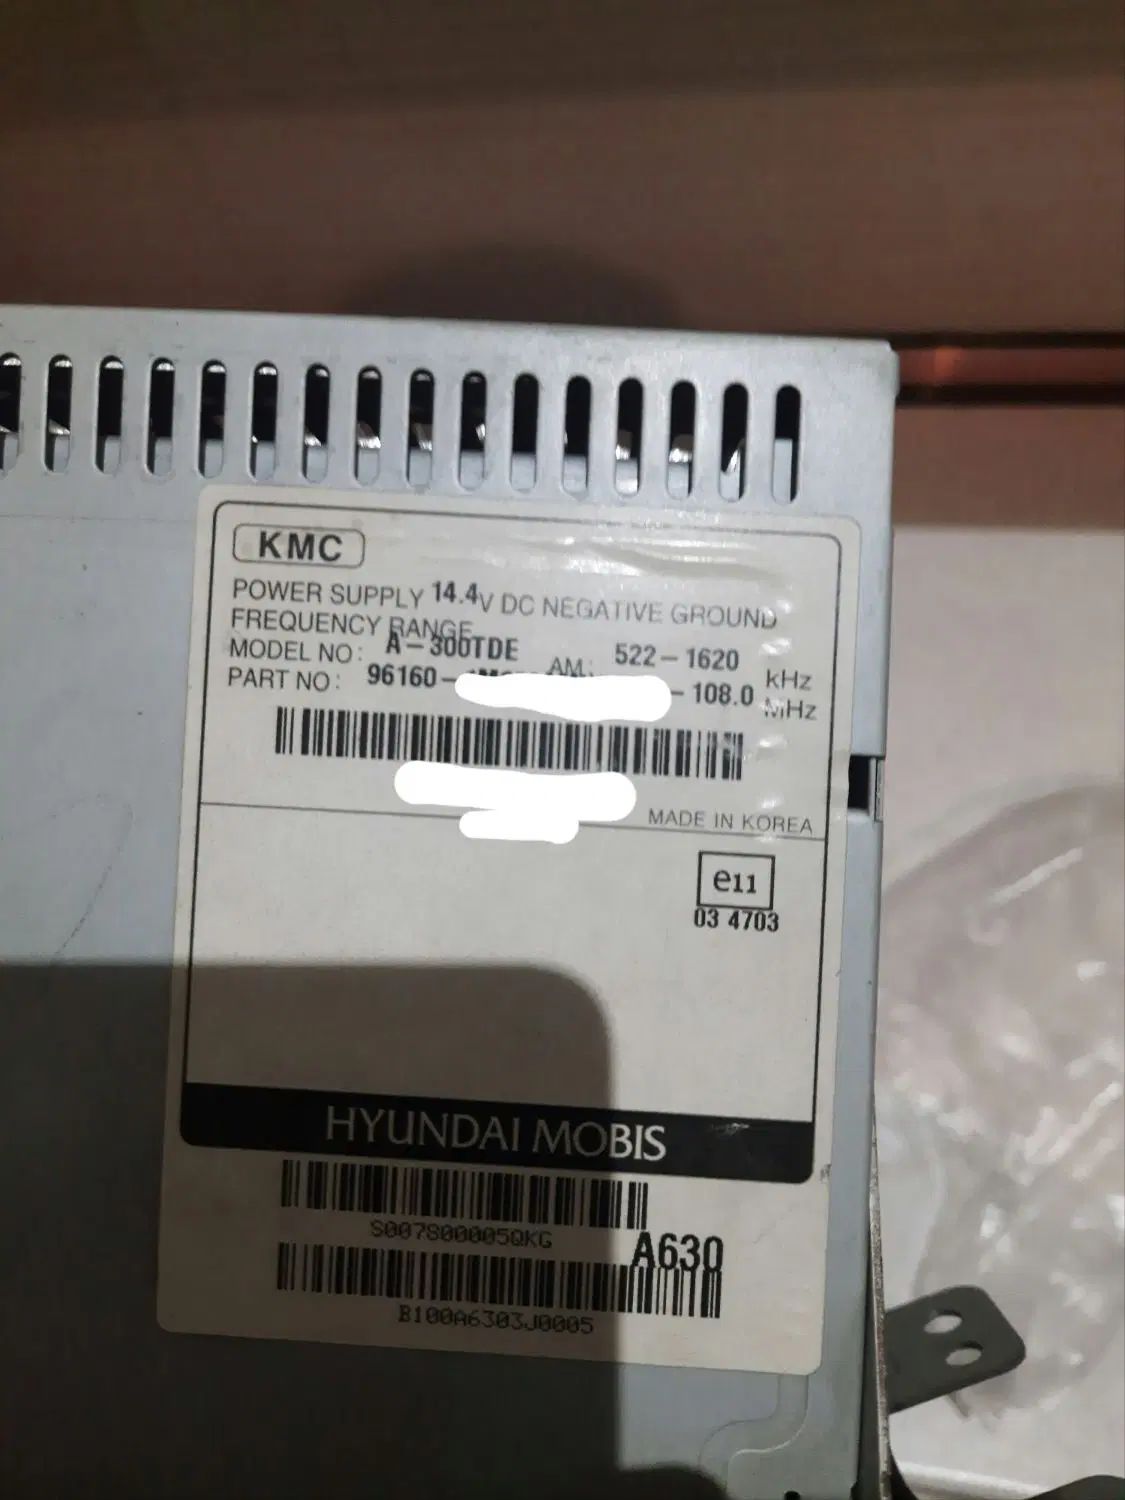 KMC
POWER SUPPLY 14.4V DC NEGATIVE GROUND
FREQUENCY RANGE
MODEL NO: A-300TDE AM: 522-1620 kHz
PART NO: 96160- - 108.0 MHz
MADE IN KOREA
e11
03 4703
HYUNDAI MOBIS
S007S00005QKG
A630
B100A6303J0005